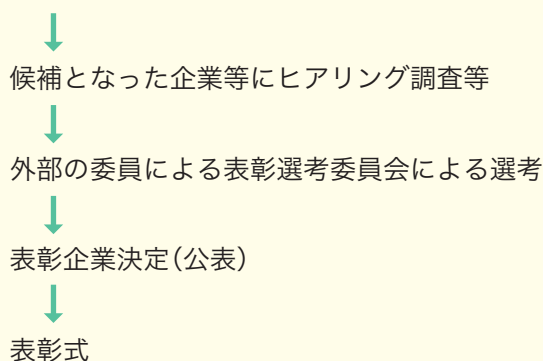 候補となった企業等にヒアリング調査等
外部の委員による表彰選考委員会による選考
表彰企業決定(公表)
表彰式